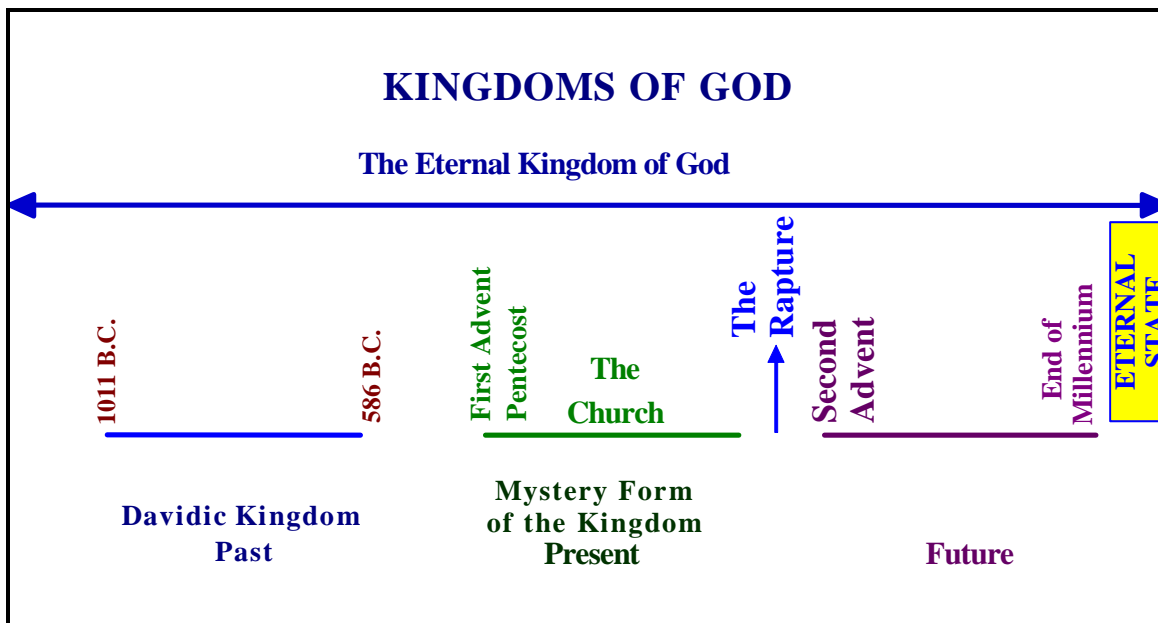 KINGDOMS OF GOD
The Eternal Kingdom of God
1011 B.C.
586 B.C.
First Advent
Pentecost
The
Church
The
Rapture
Second
Advent
End of
Millennium
ETERNAL
STATE
Davidic Kingdom
Past
Mystery Form
of the Kingdom
Present
Future